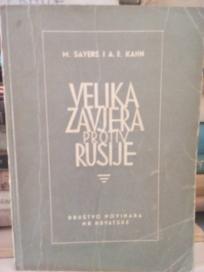 M. SAYERS I A. E. KAHN
VELIKA
ZAVJERA
PROTIV
RUSIJE
DRUŠTVO NOVINARA
NR HRVATSKE